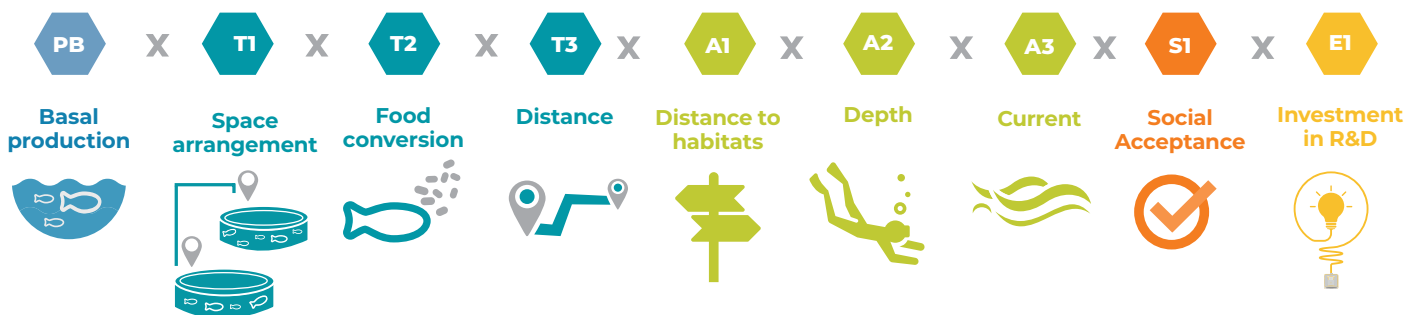 PB X T1 X T2 X T3 X A1 X A2 X A3 X S1 X E1
Basal
production
Space
arrangement
Food
conversion
Distance
Distance to
habitats
Depth
Current
Social
Acceptance
Investment
in R&D